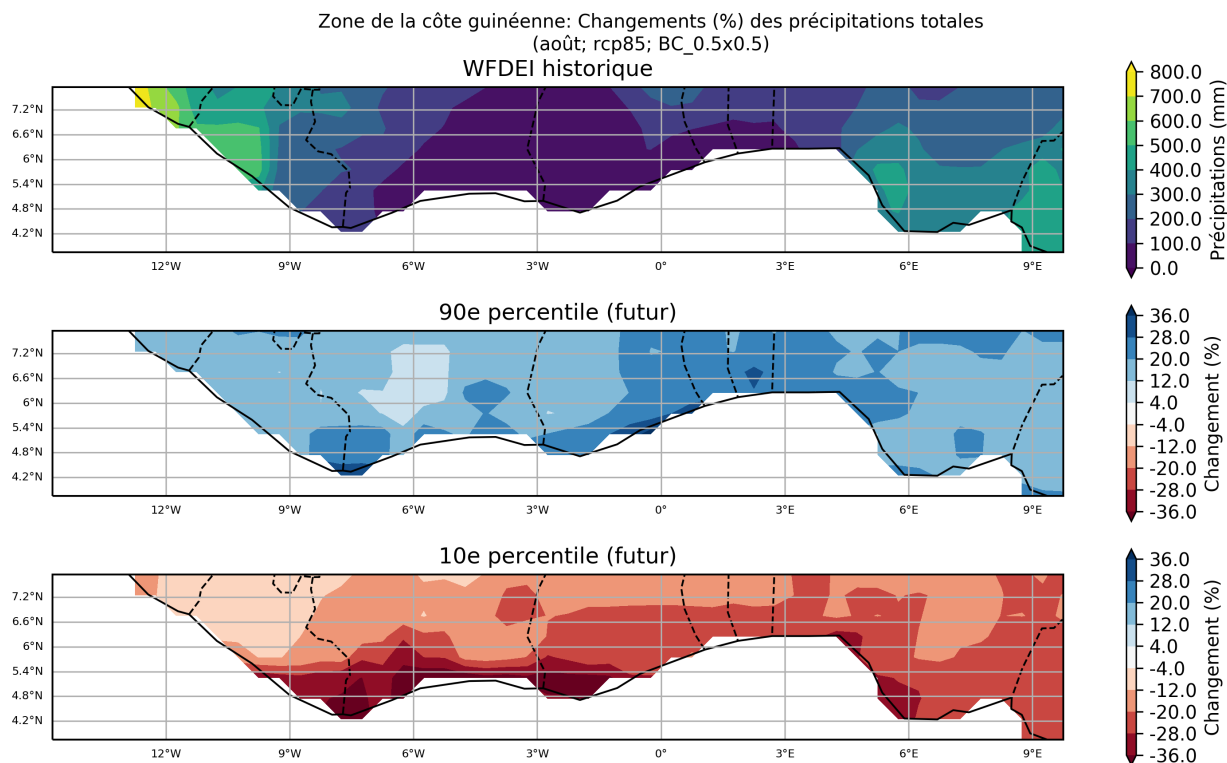 Zone de la côte guinéenne: Changements (%) des précipitations totales
(août; rcp85; BC_0.5x0.5)
WFDEI historique
7.2°N
6.6°N
6°N
5.4°N
4.8°N
4.2°N
12°W 9°W 6°W 3°W 0° 3°E 6°E 9°E
800.0
700.0
600.0
500.0
400.0
300.0
200.0
100.0
0.0
Précipitations (mm)
90e percentile (futur)
7.2°N
6.6°N
6°N
5.4°N
4.8°N
4.2°N
12°W 9°W 6°W 3°W 0° 3°E 6°E 9°E
36.0
28.0
20.0
12.0
4.0
-4.0
-12.0
-20.0
-28.0
-36.0
Changement (%)
10e percentile (futur)
7.2°N
6.6°N
6°N
5.4°N
4.8°N
4.2°N
12°W 9°W 6°W 3°W 0° 3°E 6°E 9°E
36.0
28.0
20.0
12.0
4.0
-4.0
-12.0
-20.0
-28.0
-36.0
Changement (%)